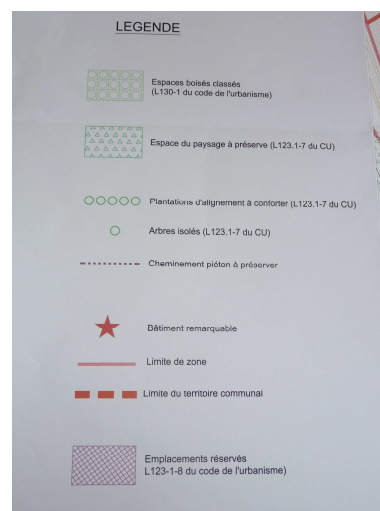 LEGENDE
Espaces boisés classés
(L130-1 du code de l'urbanisme)
Espace du paysage à préserve (L123.1-7 du CU)
Plantations d'alignement à conforter (L123.1-7 du CU)
Arbres isolés (L123.1-7 du CU)
Cheminement piéton à préserver
Bâtiment remarquable
Limite de zone
Limite du territoire communal
Emplacements réservés
L123-1-8 du code de l'urbanisme)